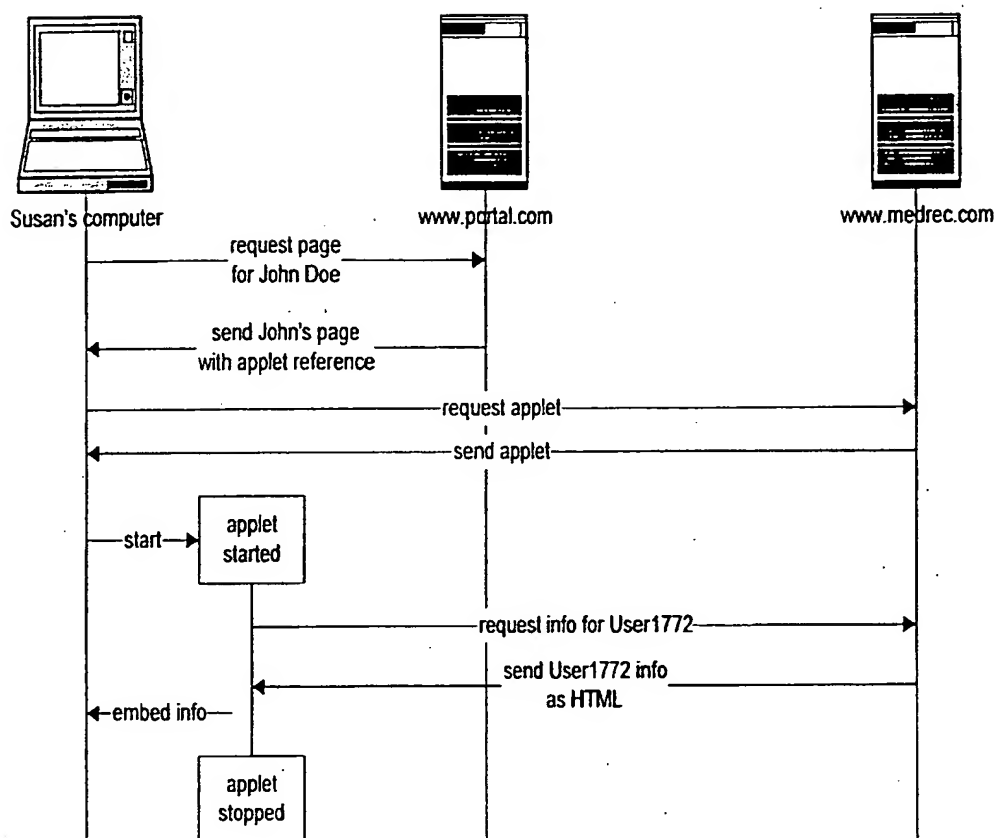 Susan's computer
www.portal.com
www.medrec.com
request page
for John Doe
send John's page
with applet reference
request applet
send applet
start
applet
started
request info for User1772
send User1772 info
as HTML
embed info
applet
stopped